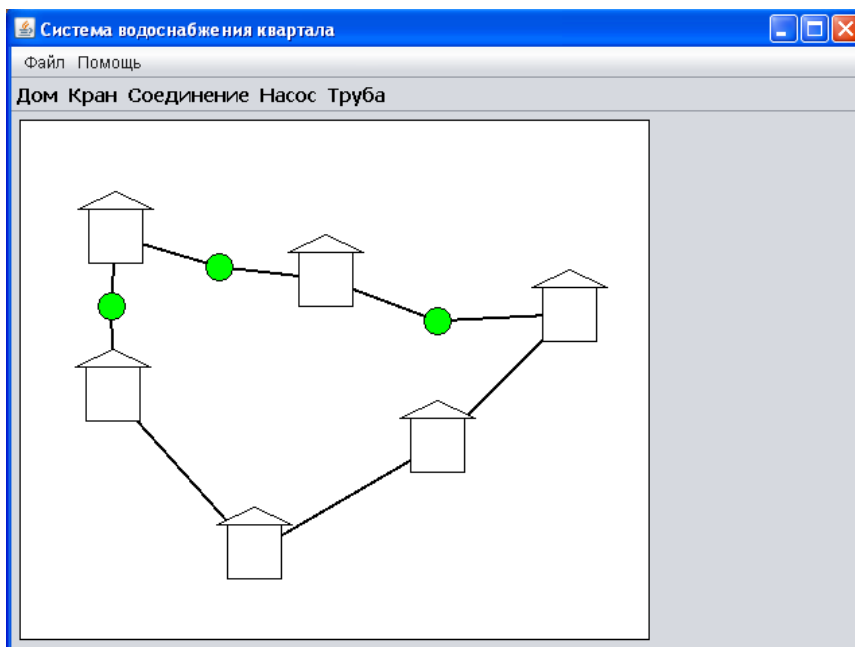 Система водоснабжения квартала
Файл Помощь
Дом Кран Соединение Насос Труба